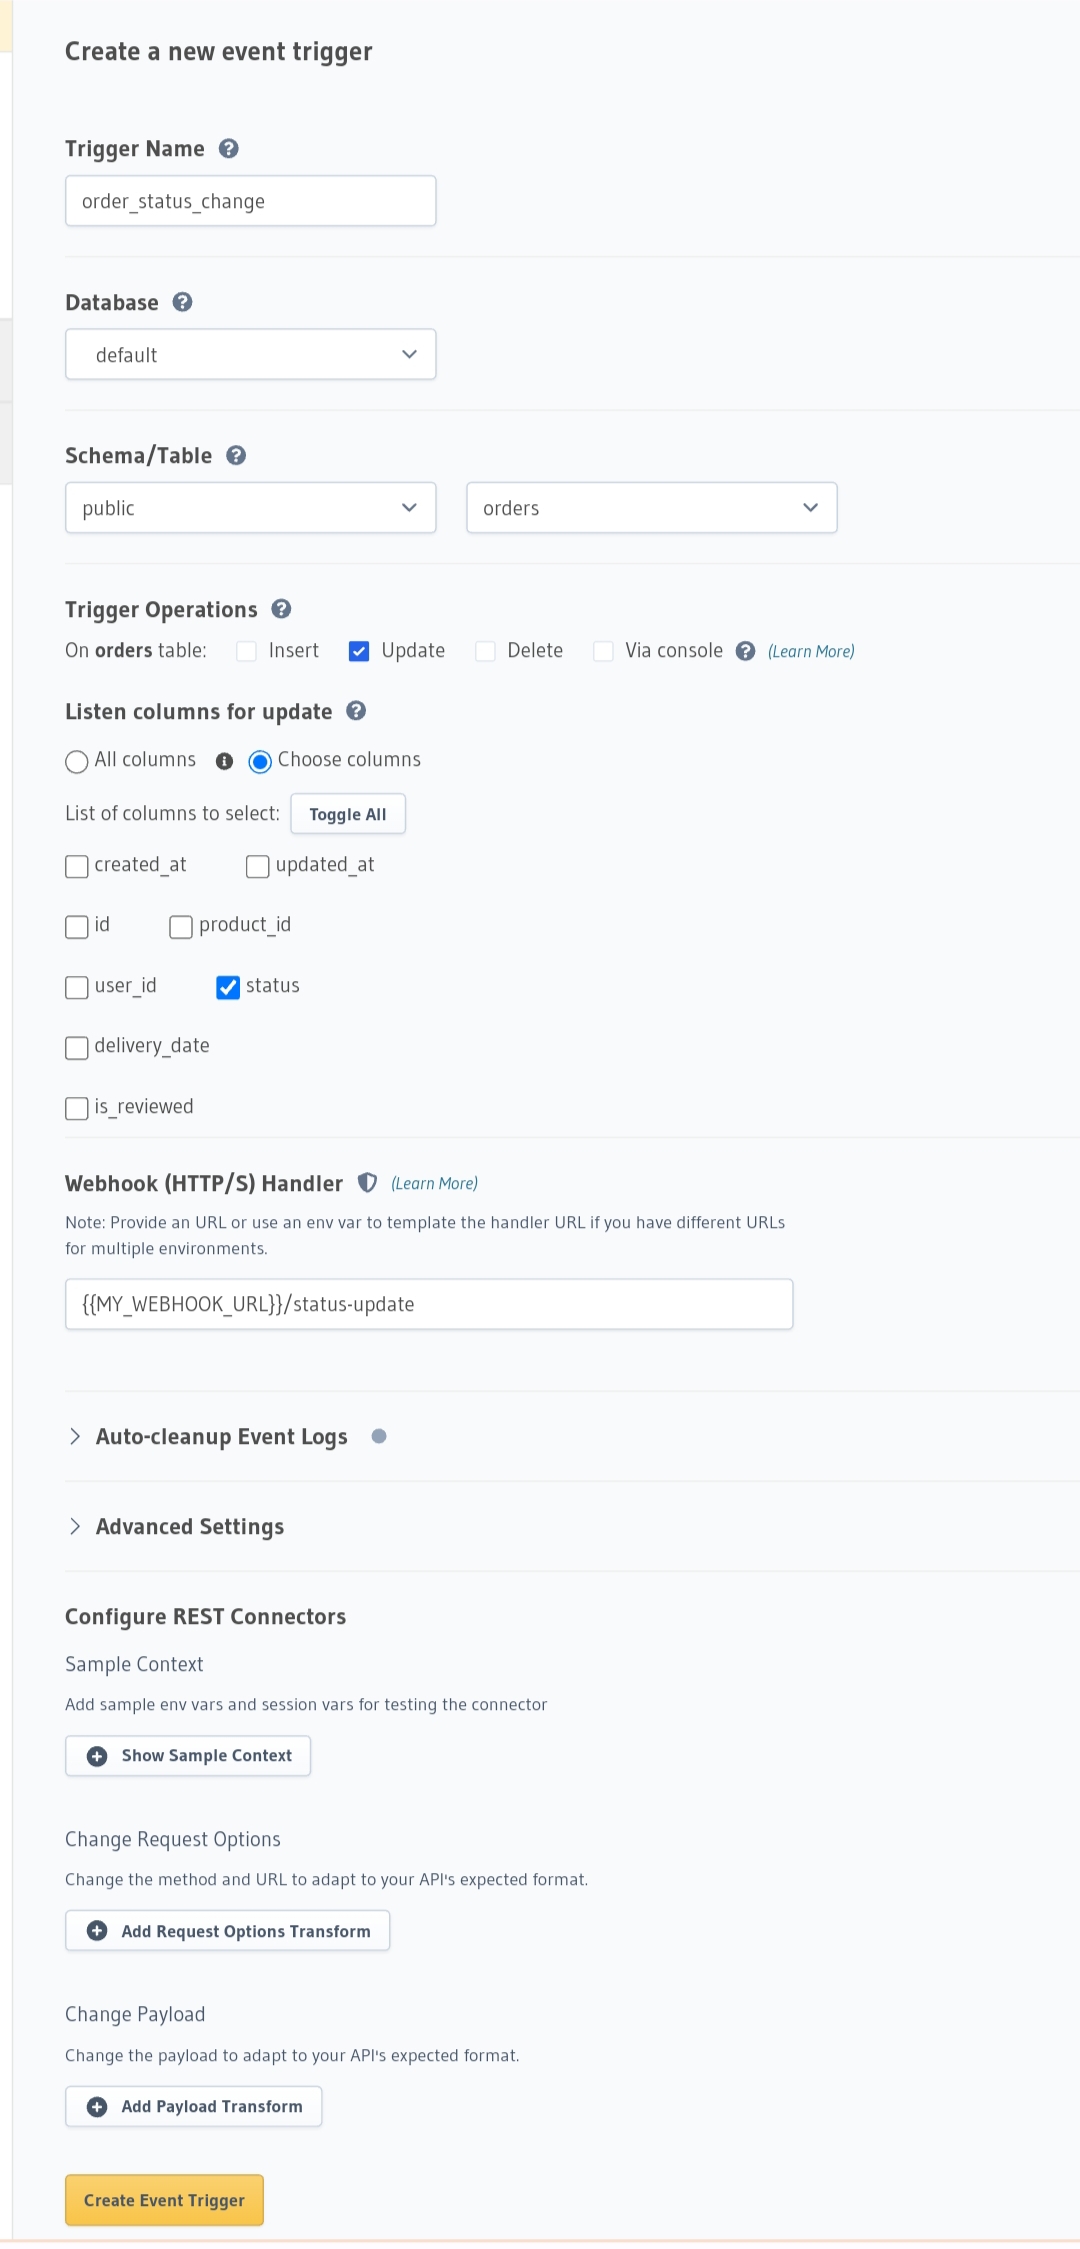 Create a new event trigger
Trigger Name
order_status_change
Database
default
Schema/Table
public orders
Trigger Operations
On orders table: Insert Update Delete Via console (Learn More)
Listen columns for update
All columns Choose columns
List of columns to select: Toggle All
created_at updated_at
id product_id
user_id status
delivery_date
is_reviewed
Webhook (HTTP/S) Handler (Learn More)
Note: Provide an URL or use an env var to template the handler URL if you have different URLs
for multiple environments.
{{MY_WEBHOOK_URL}}/status-update
Auto-cleanup Event Logs
Advanced Settings
Configure REST Connectors
Sample Context
Add sample env vars and session vars for testing the connector
Show Sample Context
Change Request Options
Change the method and URL to adapt to your API's expected format.
Add Request Options Transform
Change Payload
Change the payload to adapt to your API's expected format.
Add Payload Transform
Create Event Trigger